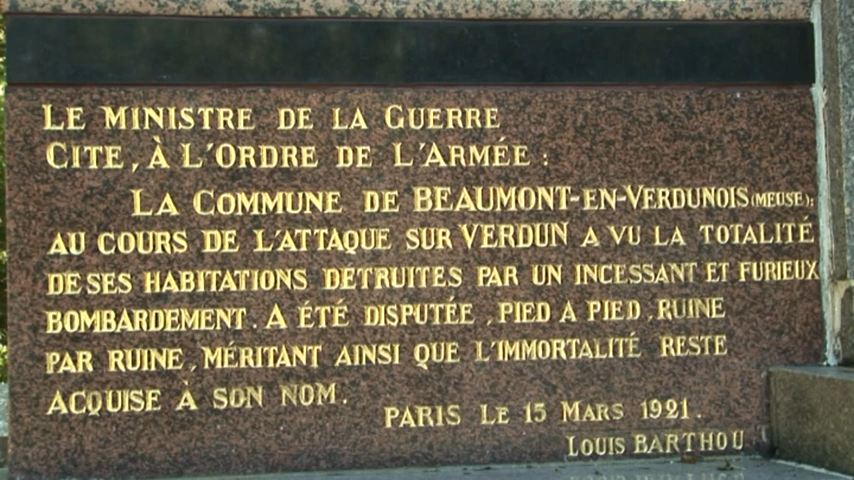 LE MINISTRE DE LA GUERRE
CITE, À L'ORDRE DE L'ARMÉE :
LA COMMUNE DE BEAUMONT-EN-VERDUNOIS (MEUSE);
AU COURS DE L'ATTAQUE SUR VERDUN A VU LA TOTALITÉ
DE SES HABITATIONS DETRUITES PAR UN INCESSANT ET FURIEUX
BOMBARDEMENT. A ÉTÉ DISPUTÉE, PIED A PIED, RUINE
PAR RUINE, MÉRITANT AINSI QUE L'IMMORTALITÉ RESTE
ACQUISE À SON NOM.
PARIS LE 15 MARS 1921.
LOUIS BARTHOU